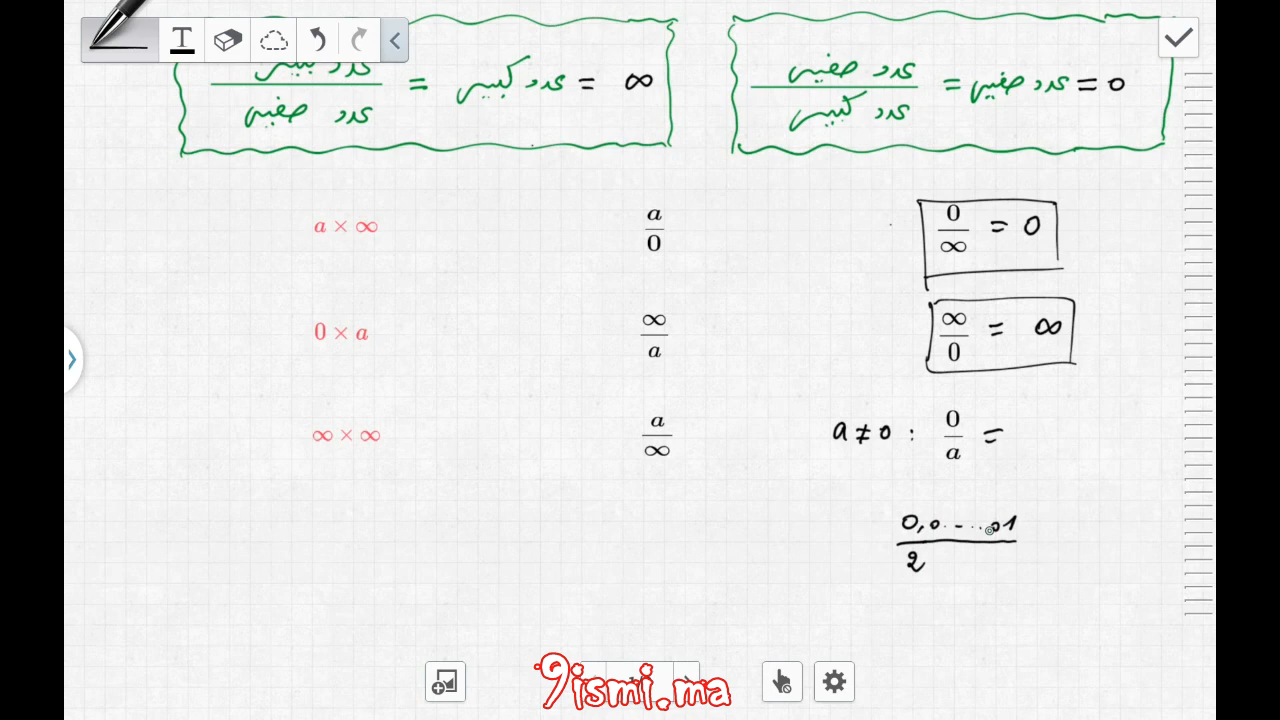 عدد كبير / عدد صغير = عدد كبير = ∞
عدد صغير / عدد كبير = عدد صغير = 0
a × ∞
a/0
0/∞ = 0
0 × a
∞/a
∞/0 = ∞
∞ × ∞
a/∞
a ≠ 0 : 0/a =
0,0.-..01 / 2
9ismi.ma